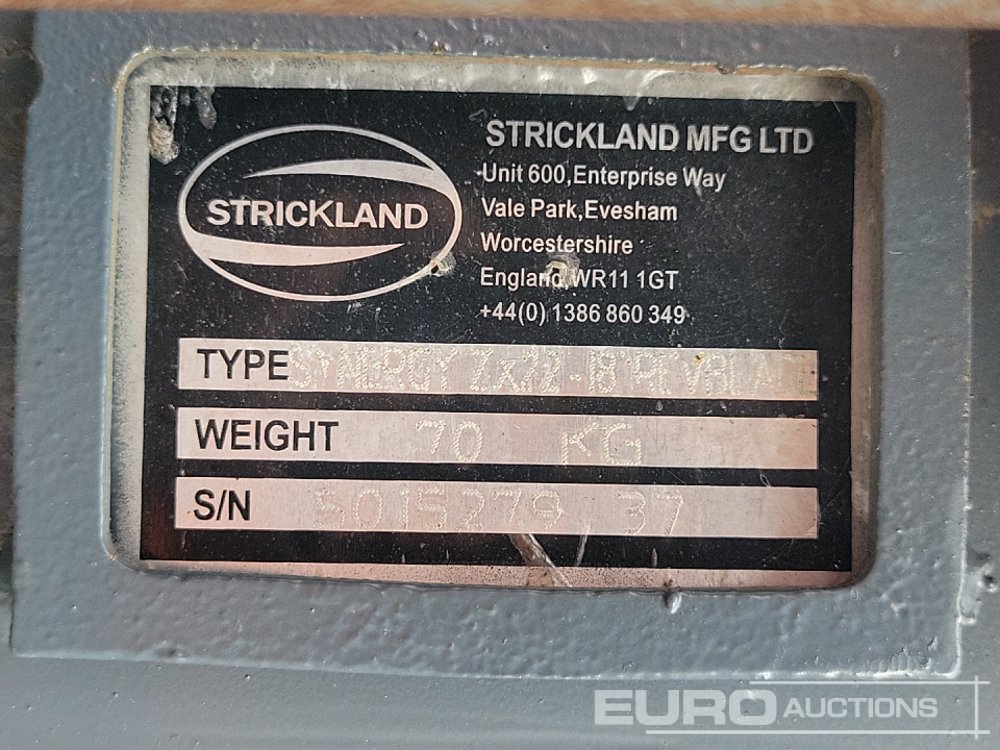 STRICKLAND
STRICKLAND MFG LTD
Unit 600,Enterprise Way
Vale Park,Evesham
Worcestershire
England,WR11 1GT
+44(0) 1386 860 349
TYPE SYNERGY
WEIGHT 70 KG
S/N 5015279 37
EURO AUCTIONS